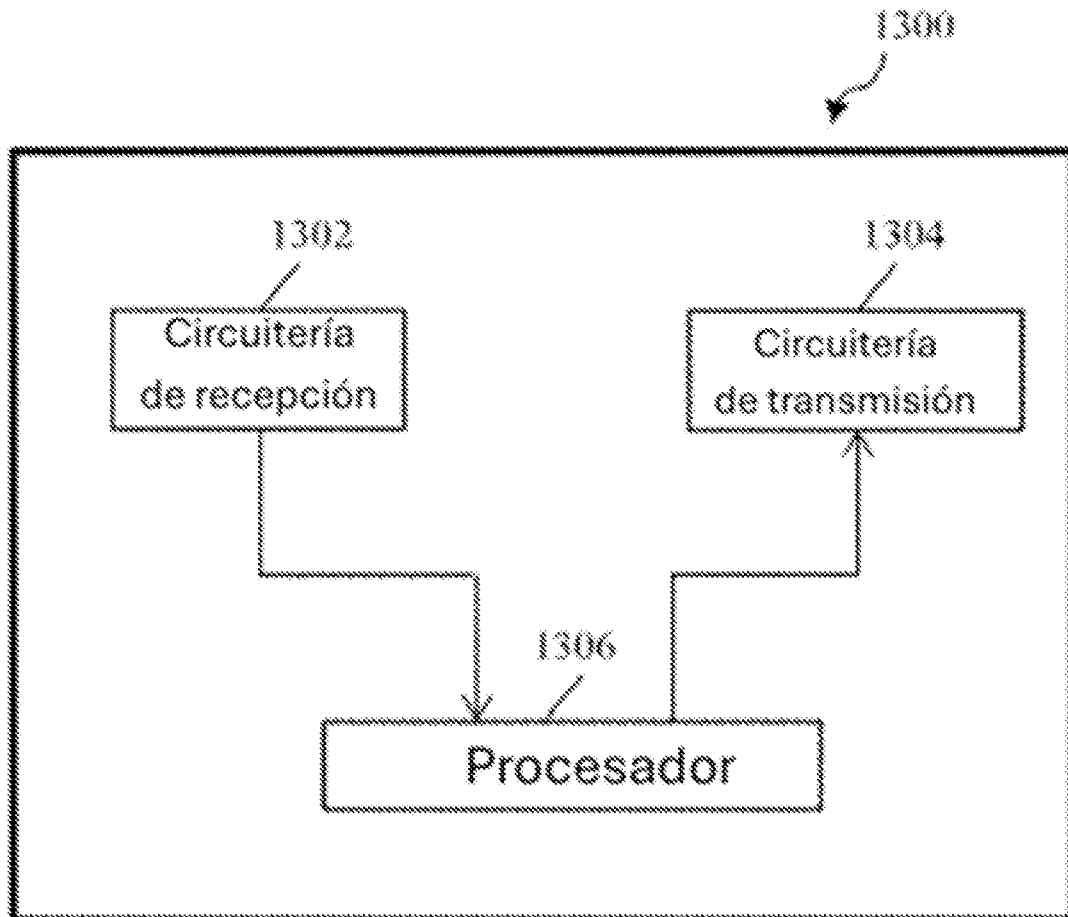 1300
1302
1304
Circuitería
de recepción
Circuitería
de transmisión
1306
Procesador